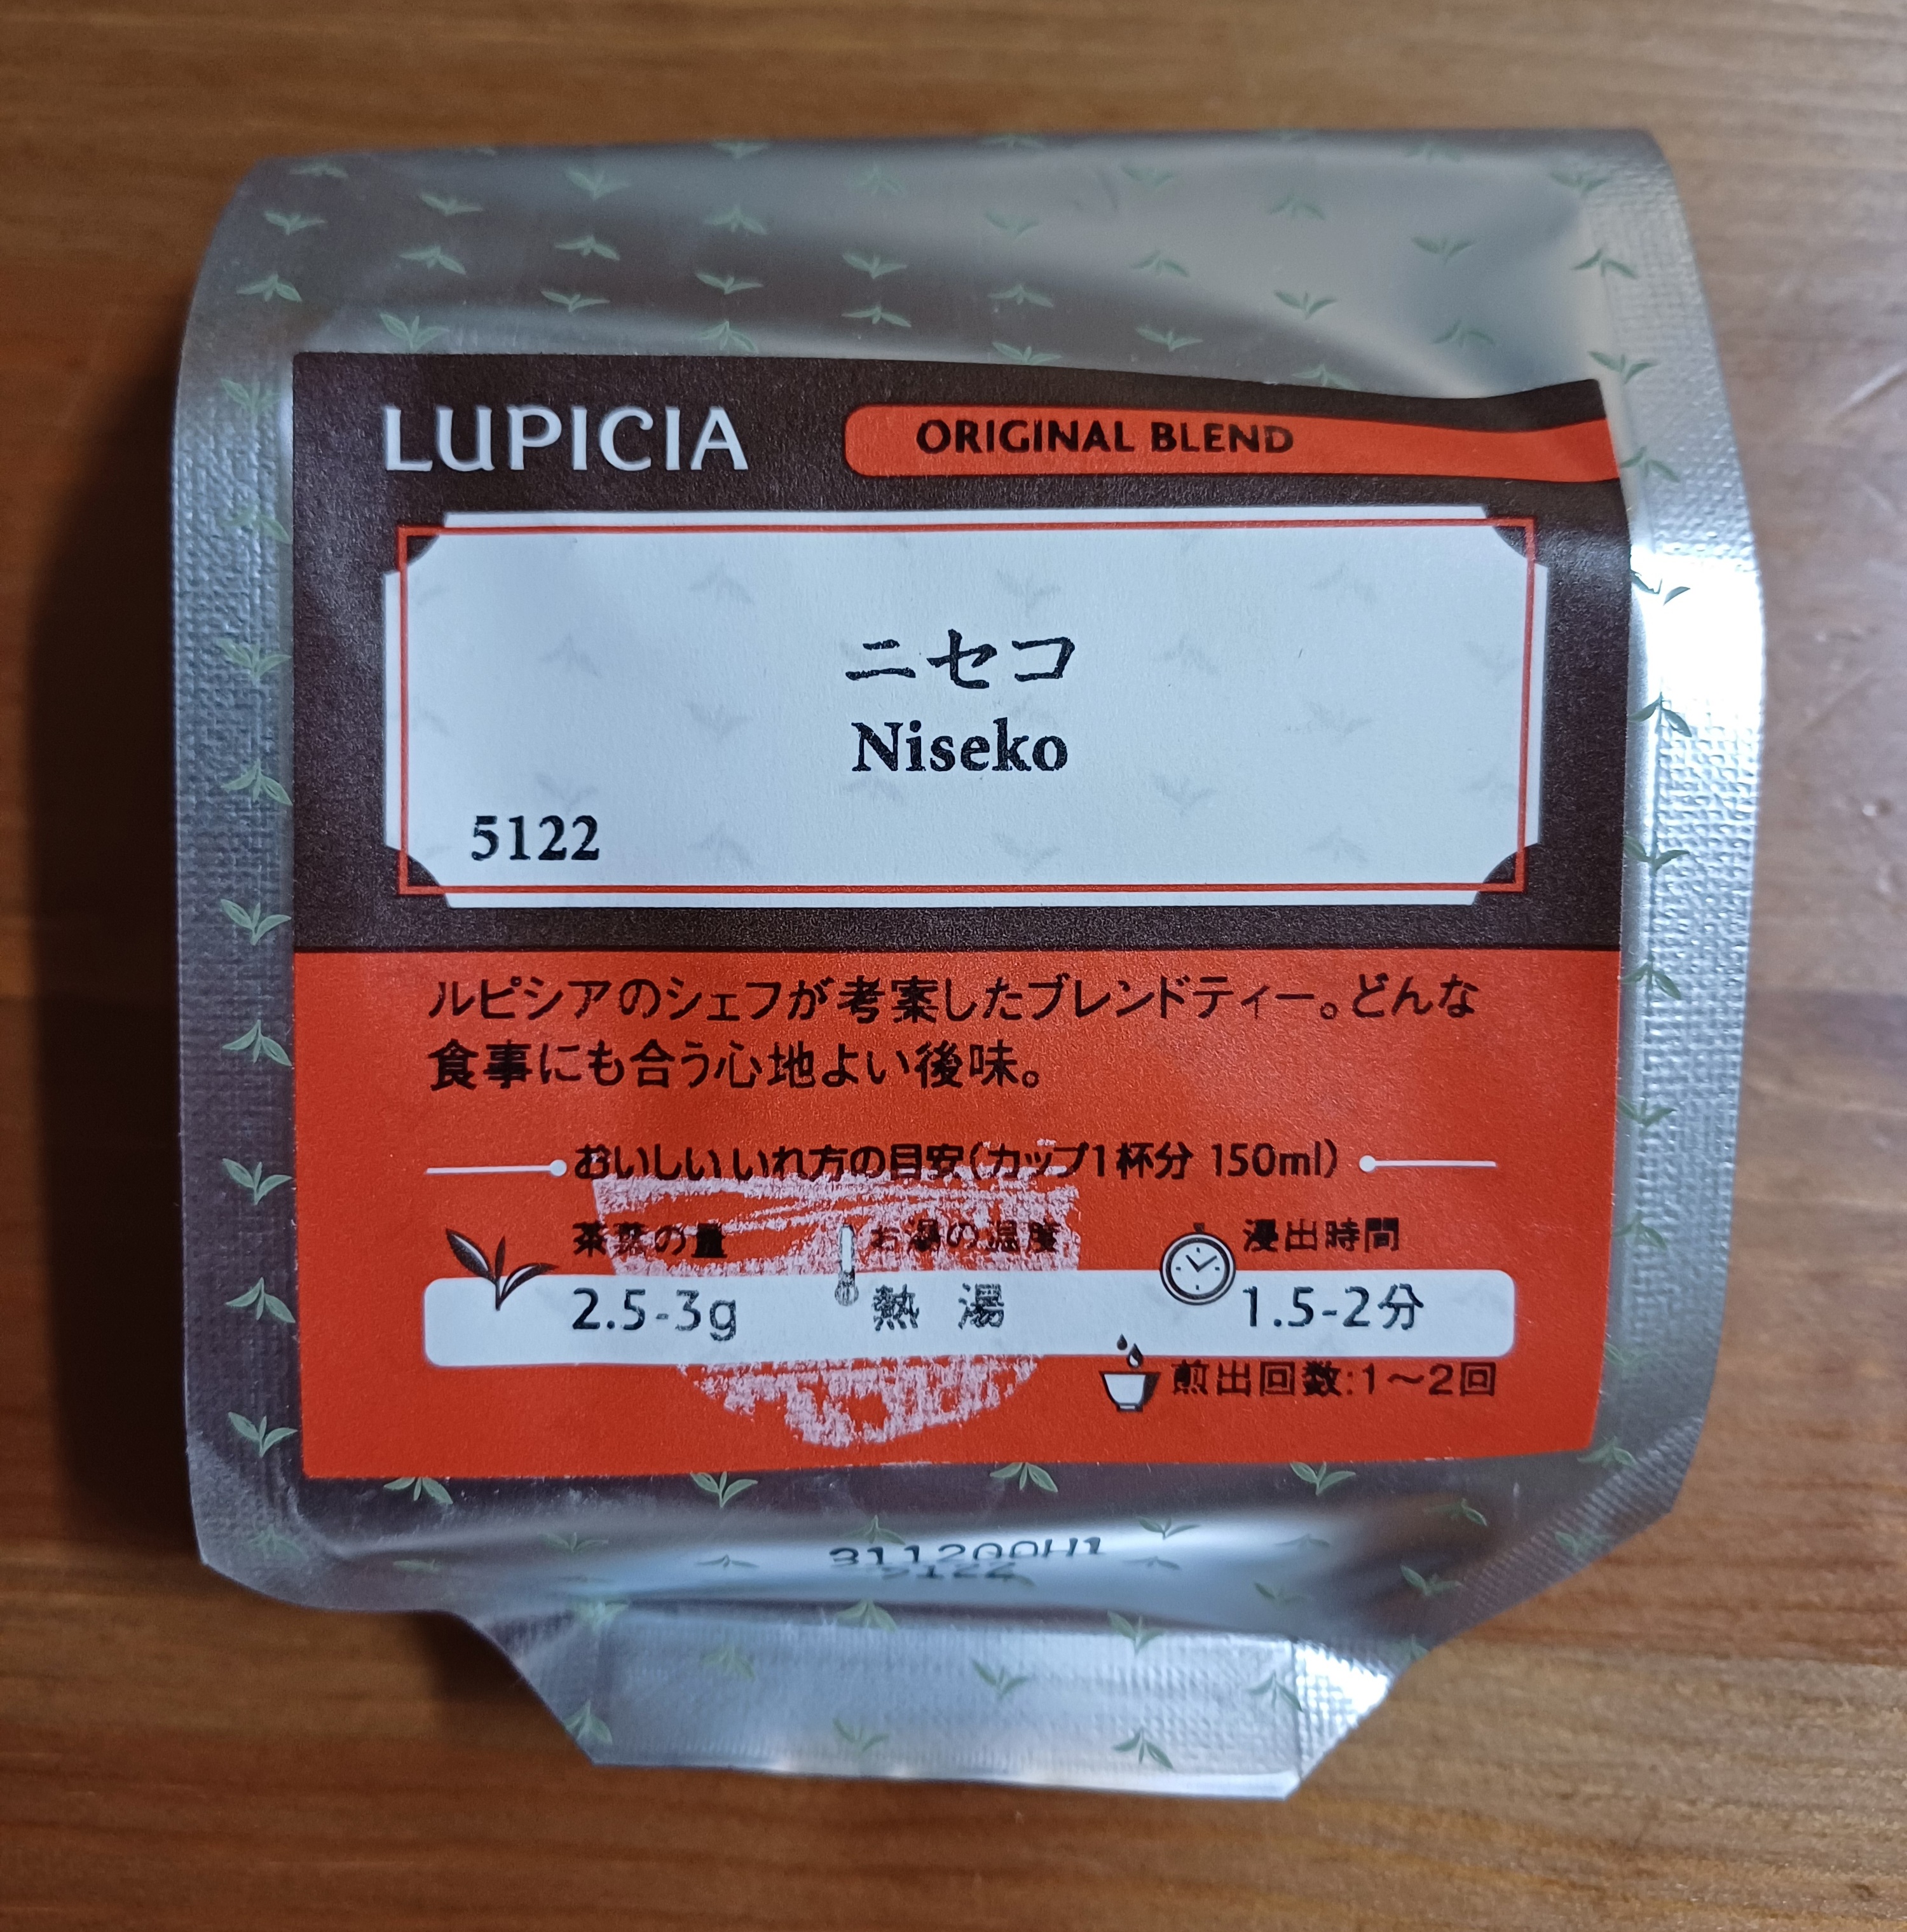 LUPICIA
ORIGINAL BLEND
ニセコ
Niseko
5122
ルピシアのシェフが考案したブレンドティー。どんな
食事にも合う心地よい後味。
おいしいいれ方の目安(カップ1杯分 150ml)
茶葉の量 お湯の温度 浸出時間
2.5-3g 熱湯 1.5-2分
煎出回数:1~2回
311200H1
5122